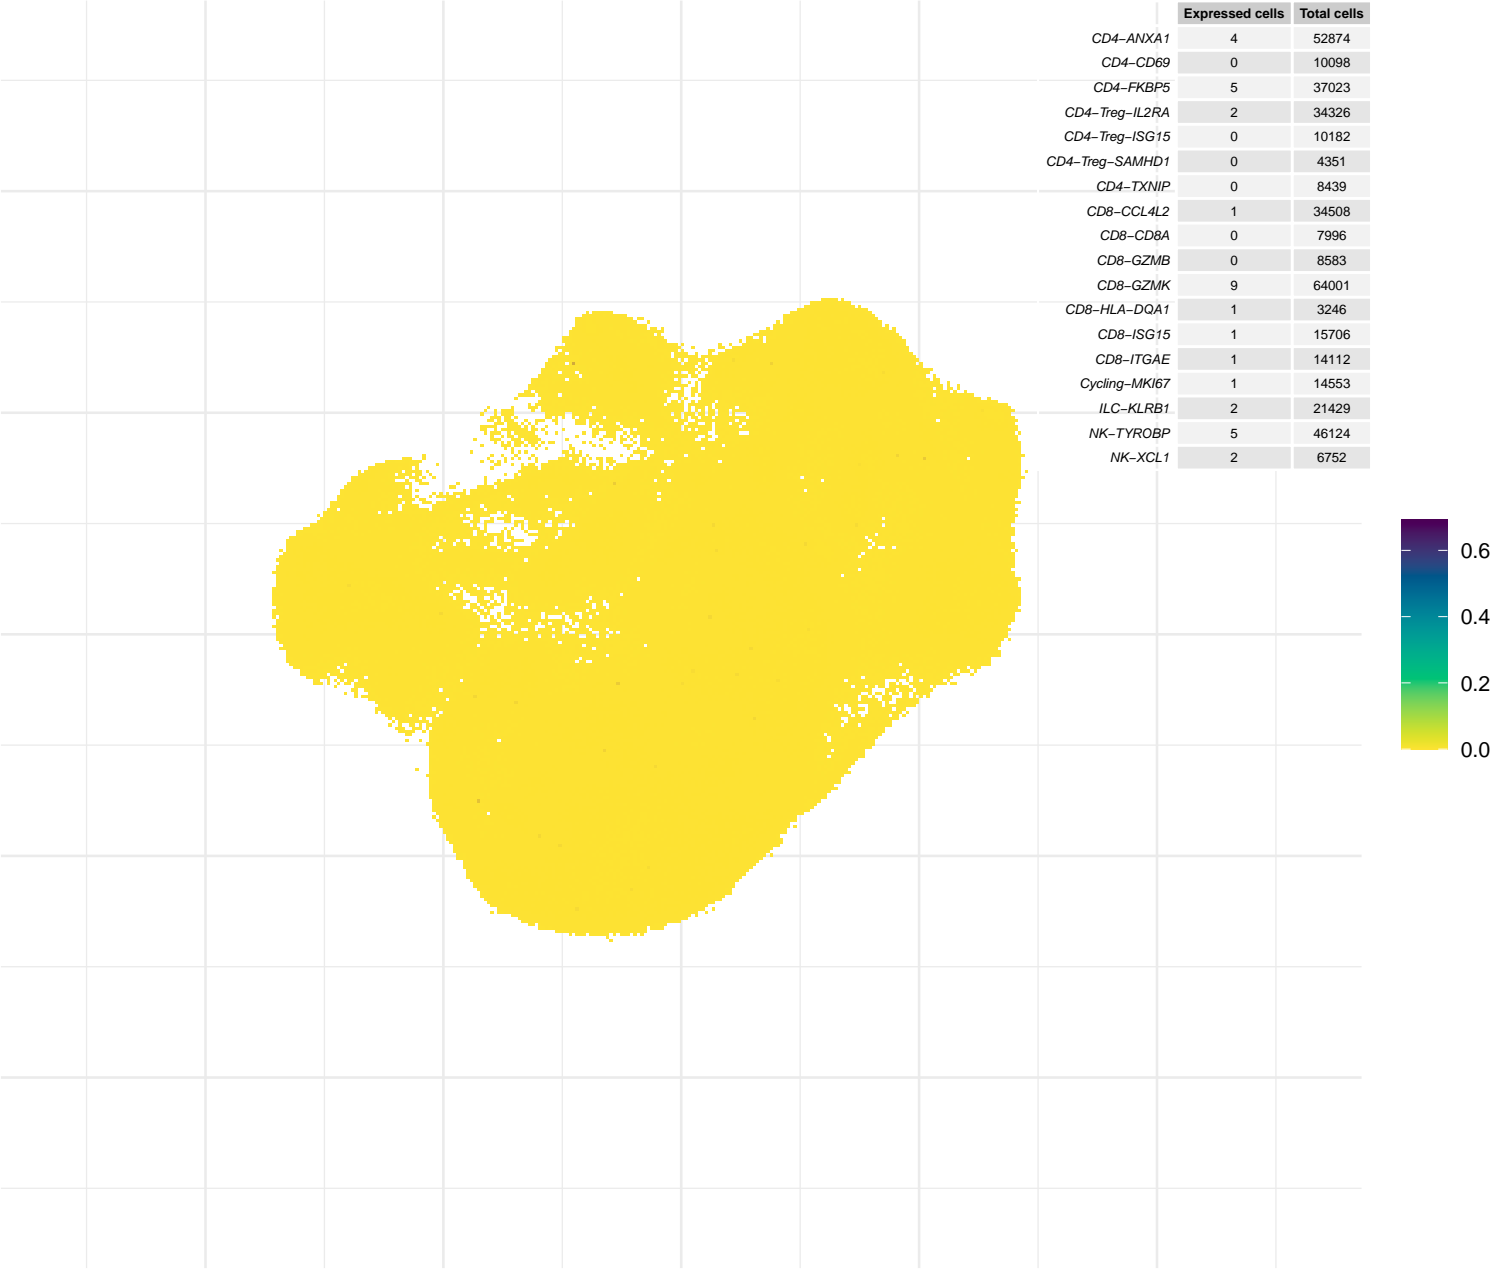 Expressed cells Total cells
CD4−ANXA1 4 52874
CD4−CD69 0 10098
CD4−FKBP5 5 37023
CD4−Treg−IL2RA 2 34326
CD4−Treg−ISG15 0 10182
CD4−Treg−SAMHD1 0 4351
CD4−TXNIP 0 8439
CD8−CCL4L2 1 34508
CD8−CD8A 0 7996
CD8−GZMB 0 8583
CD8−GZMK 9 64001
CD8−HLA−DQA1 1 3246
CD8−ISG15 1 15706
CD8−ITGAE 1 14112
Cycling−MKI67 1 14553
ILC−KLRB1 2 21429
NK−TYROBP 5 46124
NK−XCL1 2 6752
0.6
0.4
0.2
0.0